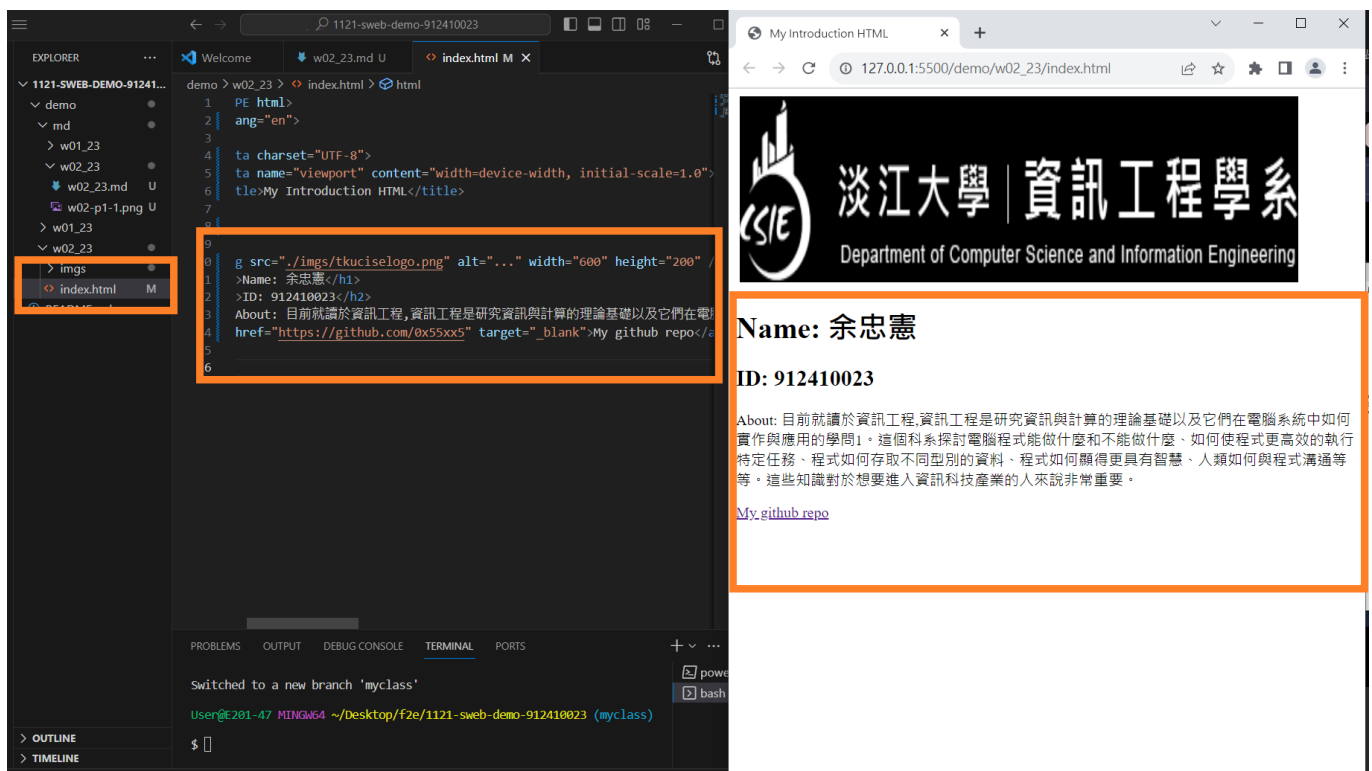 1121-sweb-demo-912410023
EXPLORER
1121-SWEB-DEMO-91241...
demo
md
w01_23
w02_23
w02_23.md U
w02-p1-1.png U
w01_23
w02_23
imgs
index.html M
OUTLINE
TIMELINE
Welcome
w02_23.md U
index.html M
demo > w02_23 > index.html > html
1 PE html>
2 ang="en">
3
4 ta charset="UTF-8">
5 ta name="viewport" content="width=device-width, initial-scale=1.0">
6 tle>My Introduction HTML</title>
7
8
9
0 g src="./imgs/tkuciselogo.png" alt="..." width="600" height="200" /
1 >Name: 余忠憲</h1>
2 >ID: 912410023</h2>
3 About: 目前就讀於資訊工程,資訊工程是研究資訊與計算的理論基礎以及它們在電
4 href="https://github.com/0x55xx5" target="_blank">My github repo</a
5
6
PROBLEMS OUTPUT DEBUG CONSOLE TERMINAL PORTS
powe
bash
Switched to a new branch 'myclass'
User@E201-47 MINGW64 ~/Desktop/f2e/1121-sweb-demo-912410023 (myclass)
$
My Introduction HTML
127.0.0.1:5500/demo/w02_23/index.html
CSIE
淡江大學 | 資訊工程學系
Department of Computer Science and Information Engineering
Name: 余忠憲
ID: 912410023
About: 目前就讀於資訊工程,資訊工程是研究資訊與計算的理論基礎以及它們在電腦系統中如何
實作與應用的學問1。這個科系探討電腦程式能做什麼和不能做什麼、如何使程式更高效的執行
特定任務、程式如何存取不同型別的資料、程式如何顯得更具有智慧、人類如何與程式溝通等
等。這些知識對於想要進入資訊科技產業的人來說非常重要。
My github repo